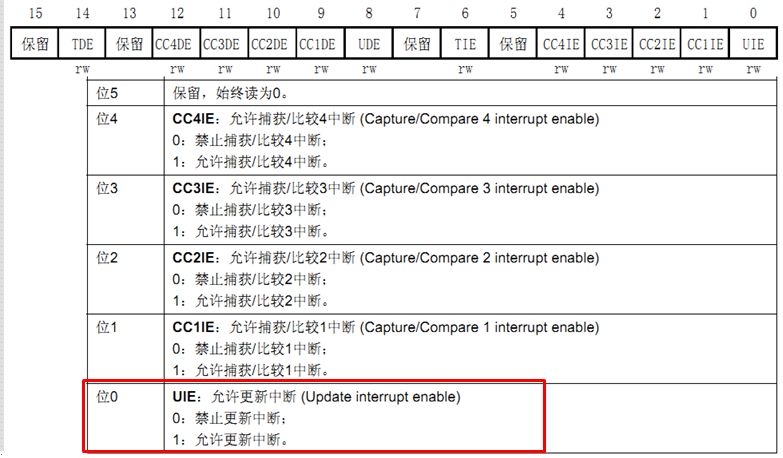 15 14 13 12 11 10 9 8 7 6 5 4 3 2 1 0
保留 TDE 保留 CC4DE CC3DE CC2DE CC1DE UDE 保留 TIE 保留 CC4IE CC3IE CC2IE CC1IE UIE
rw rw rw rw rw rw rw rw rw rw rw rw
位5 保留，始终读为0。
位4 CC4IE：允许捕获/比较4中断 (Capture/Compare 4 interrupt enable)
0：禁止捕获/比较4中断；
1：允许捕获/比较4中断。
位3 CC3IE：允许捕获/比较3中断 (Capture/Compare 3 interrupt enable)
0：禁止捕获/比较3中断；
1：允许捕获/比较3中断。
位2 CC2IE：允许捕获/比较2中断 (Capture/Compare 2 interrupt enable)
0：禁止捕获/比较2中断；
1：允许捕获/比较2中断。
位1 CC1IE：允许捕获/比较1中断 (Capture/Compare 1 interrupt enable)
0：禁止捕获/比较1中断；
1：允许捕获/比较1中断。
位0 UIE：允许更新中断 (Update interrupt enable)
0：禁止更新中断；
1：允许更新中断。